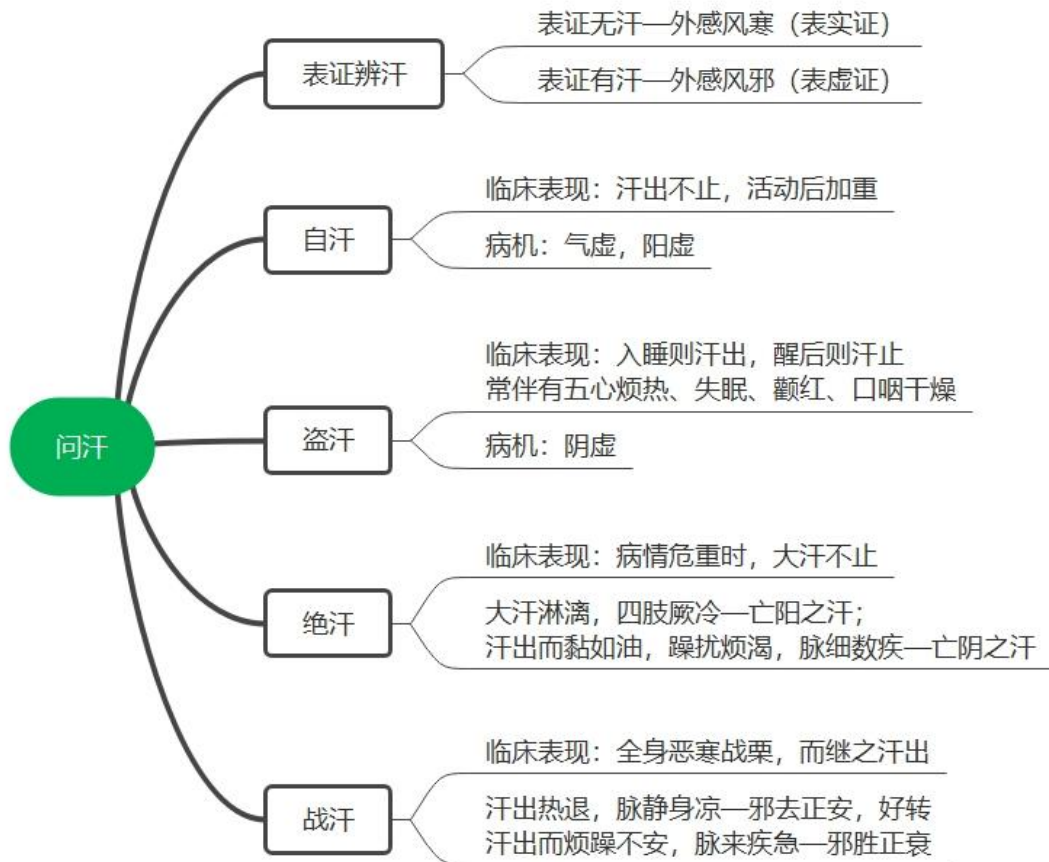 问汗
表证辨汗
表证无汗—外感风寒（表实证）
表证有汗—外感风邪（表虚证）
自汗
临床表现：汗出不止，活动后加重
病机：气虚，阳虚
盗汗
临床表现：入睡则汗出，醒后则汗止
常伴有五心烦热、失眠、颧红、口咽干燥
病机：阴虚
绝汗
临床表现：病情危重时，大汗不止
大汗淋漓，四肢厥冷—亡阳之汗；
汗出而黏如油，躁扰烦渴，脉细数疾—亡阴之汗
战汗
临床表现：全身恶寒战栗，而继之汗出
汗出热退，脉静身凉—邪去正安，好转
汗出而烦躁不安，脉来疾急—邪胜正衰